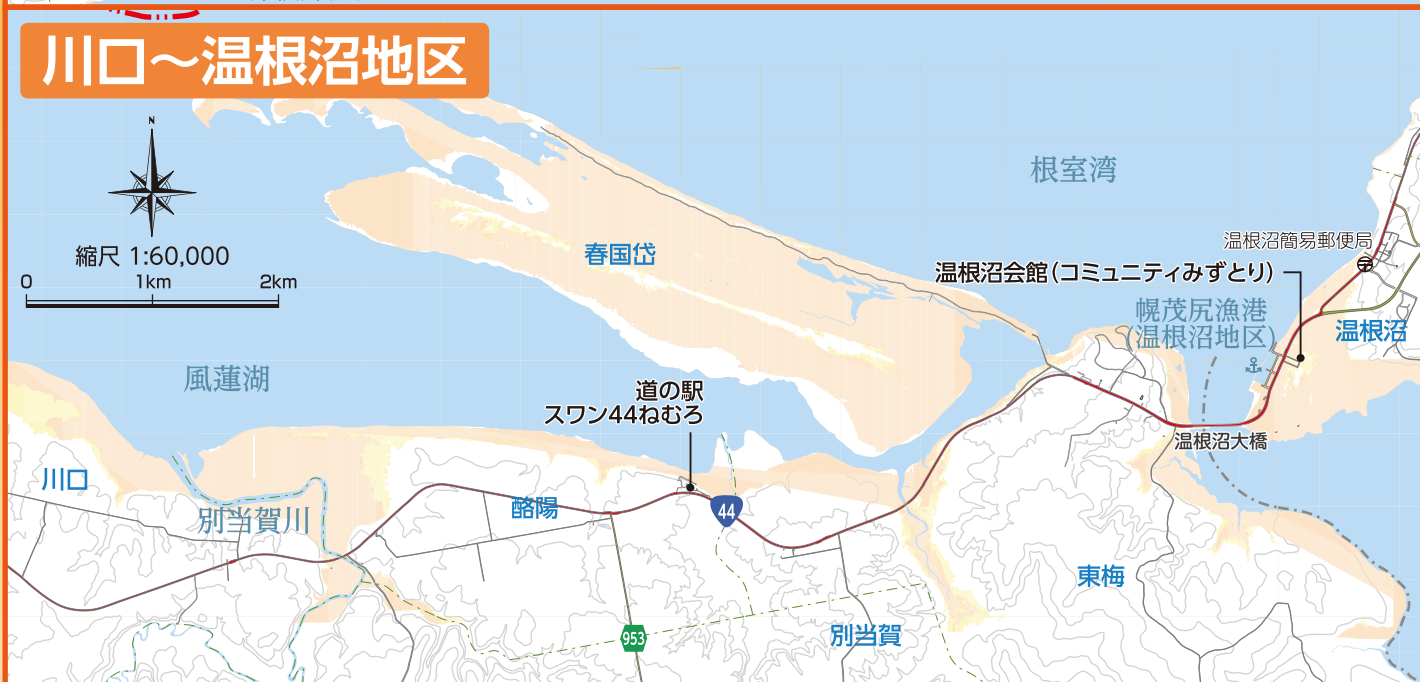 川口～温根沼地区
N
縮尺 1:60,000
0 1km 2km
根室湾
春国岱
温根沼簡易郵便局
温根沼会館(コミュニティみずとり)
幌茂尻漁港
(温根沼地区)
温根沼
風蓮湖
道の駅
スワン44ねむろ
温根沼大橋
川口
別当賀川
酪陽
44
東梅
953
別当賀